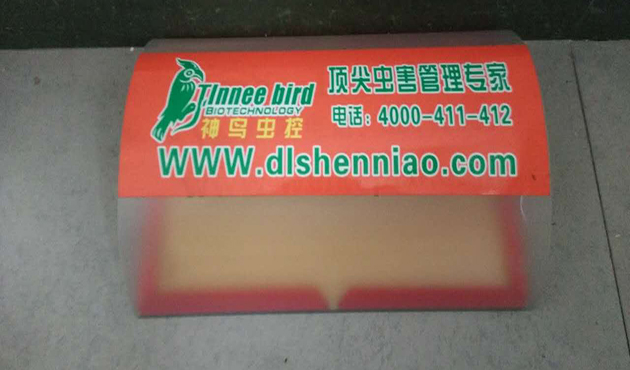 Tinnee bird
BIOTECHNOLOGY
神鸟虫控
顶尖虫害管理专家
电话：4000-411-412
www.dlshenniao.com